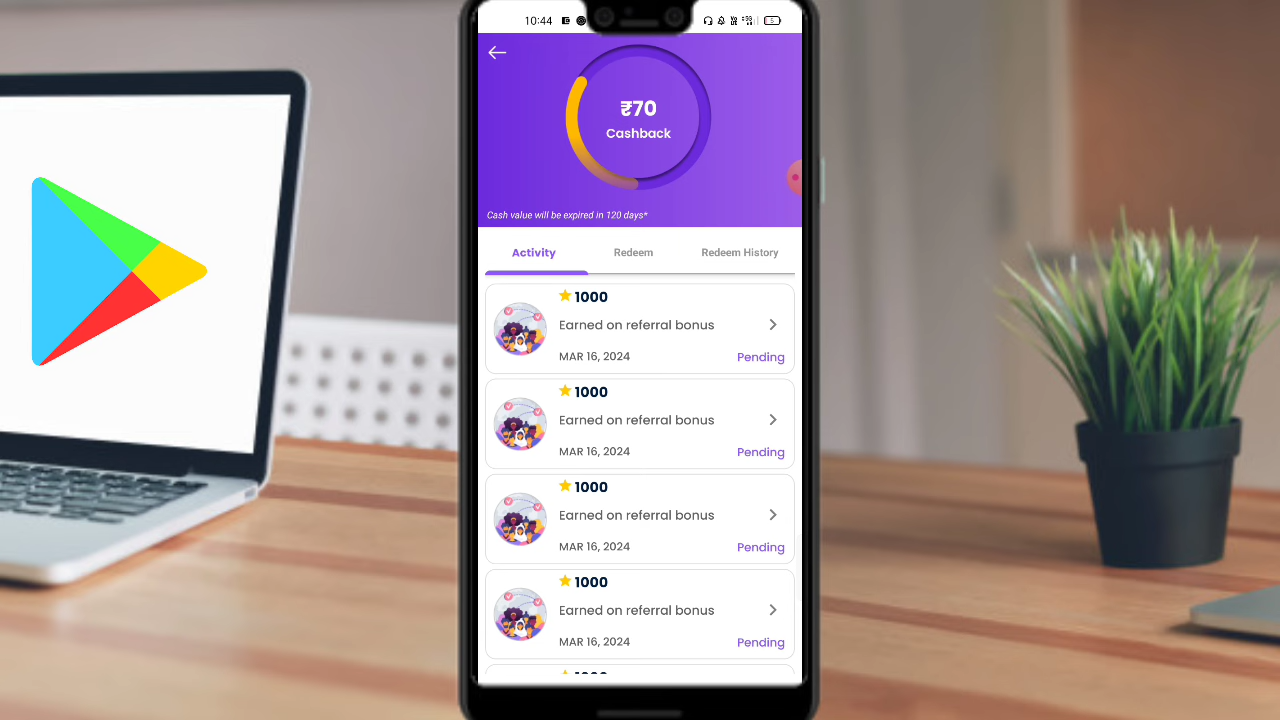 10:44
5
₹70
Cashback
Cash value will be expired in 120 days*
Activity Redeem Redeem History
1000
Earned on referral bonus
MAR 16, 2024 Pending
1000
Earned on referral bonus
MAR 16, 2024 Pending
1000
Earned on referral bonus
MAR 16, 2024 Pending
1000
Earned on referral bonus
MAR 16, 2024 Pending